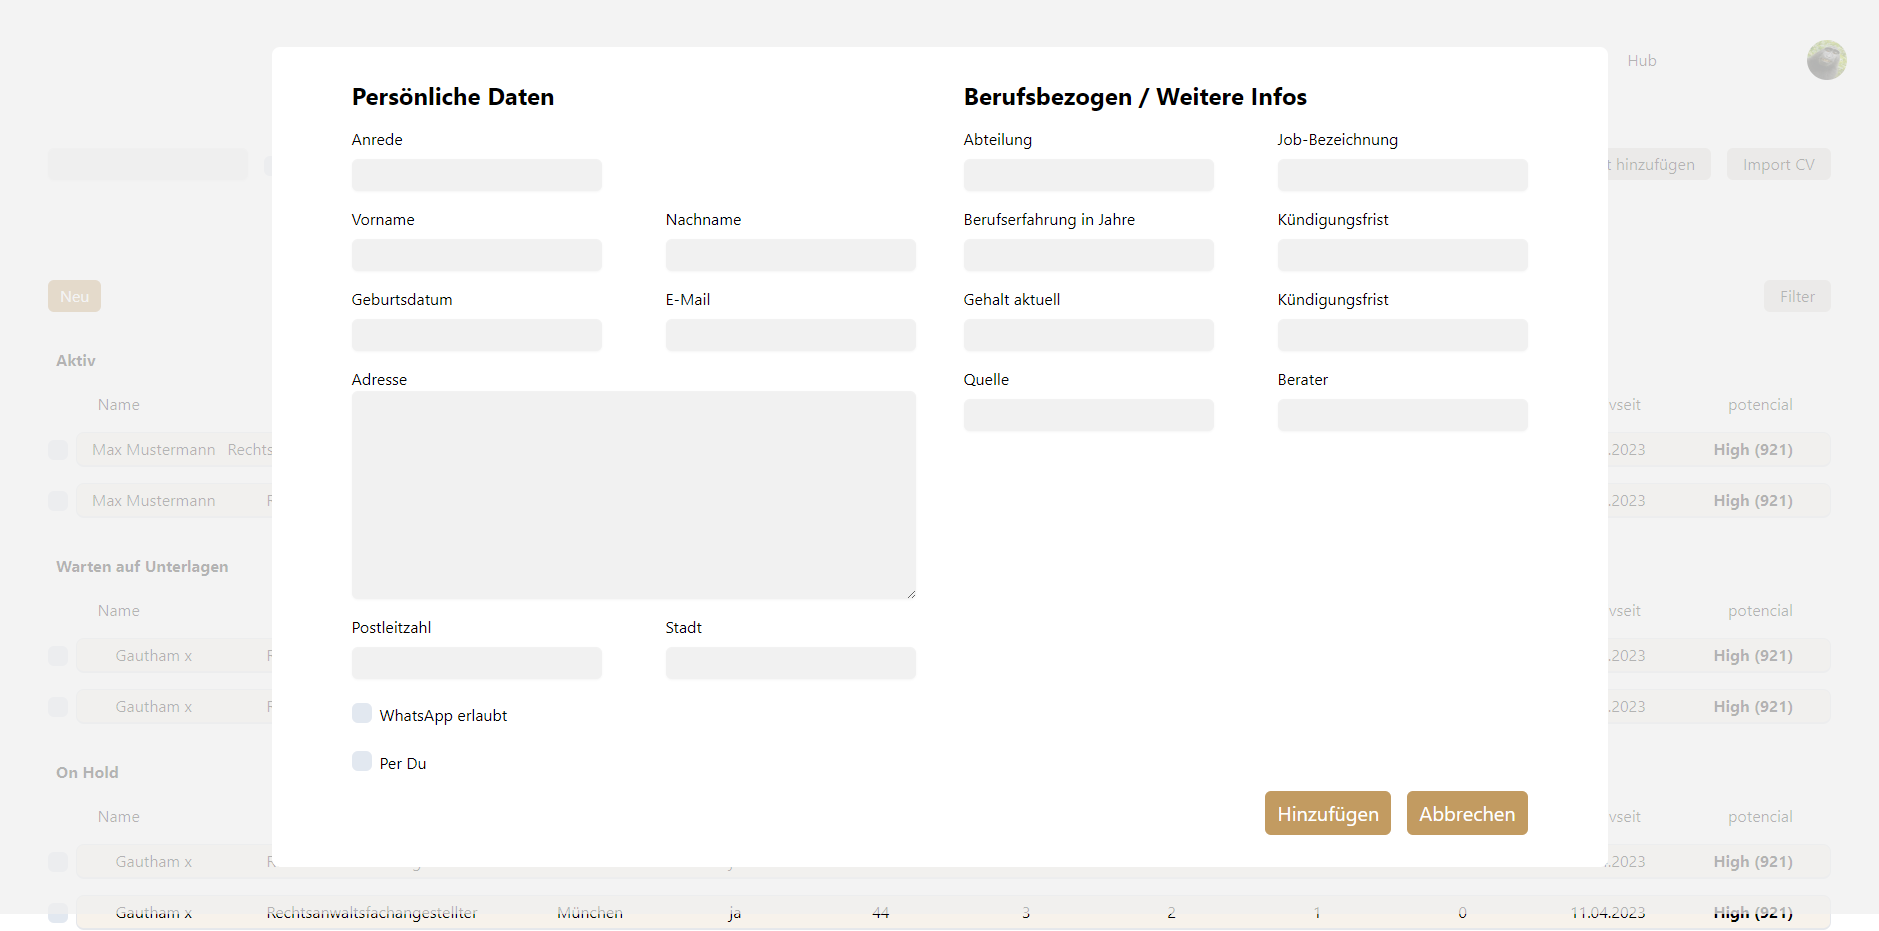 Hub
Persönliche Daten
Berufsbezogen / Weitere Infos
Anrede
Abteilung
Job-Bezeichnung
t hinzufügen
Import CV
Vorname
Nachname
Berufserfahrung in Jahre
Kündigungsfrist
Neu
Geburtsdatum
E-Mail
Gehalt aktuell
Kündigungsfrist
Filter
Aktiv
Adresse
Quelle
Berater
Name
vseit
potencial
Max Mustermann Rechts
.2023
High (921)
Max Mustermann
.2023
High (921)
Warten auf Unterlagen
Name
vseit
potencial
Postleitzahl
Stadt
Gautham x
.2023
High (921)
Gautham x
.2023
High (921)
WhatsApp erlaubt
Per Du
On Hold
Name
vseit
potencial
Hinzufügen
Abbrechen
Gautham x
.2023
High (921)
Gautham x Rechtsanwaltsfachangestellter München ja 44 3 2 1 0 11.04.2023 High (921)